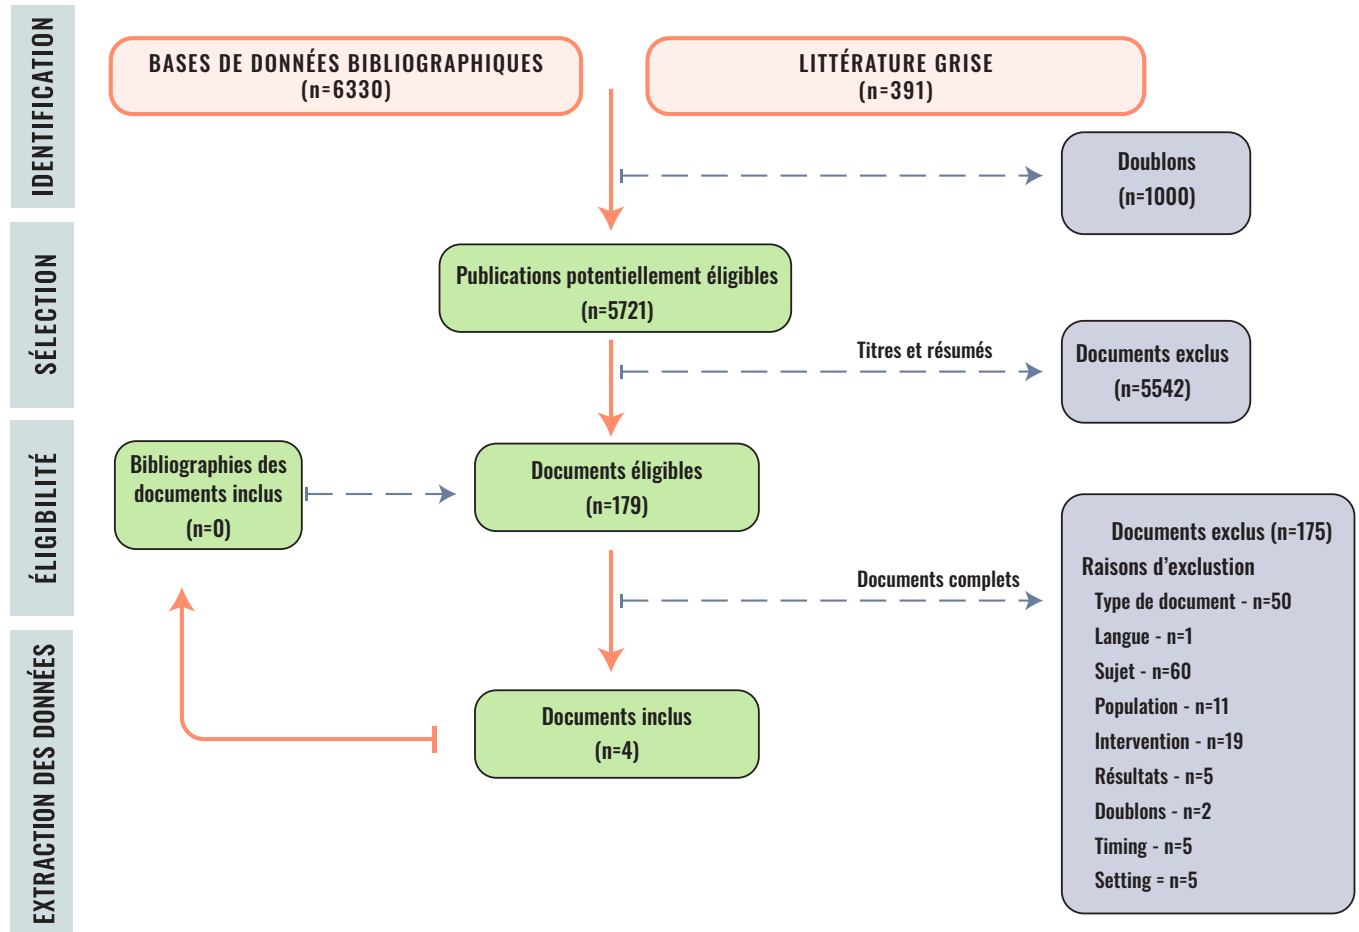 IDENTIFICATION
BASES DE DONNÉES BIBLIOGRAPHIQUES
(n=6330)
LITTÉRATURE GRISE
(n=391)
Doublons
(n=1000)
SÉLECTION
Publications potentiellement éligibles
(n=5721)
Titres et résumés
Documents exclus
(n=5542)
ÉLIGIBILITÉ
Bibliographies des
documents inclus
(n=0)
Documents éligibles
(n=179)
Documents complets
Documents exclus (n=175)
Raisons d’exclustion
Type de document - n=50
Langue - n=1
Sujet - n=60
Population - n=11
Intervention - n=19
Résultats - n=5
Doublons - n=2
Timing - n=5
Setting = n=5
EXTRACTION DES DONNÉES
Documents inclus
(n=4)